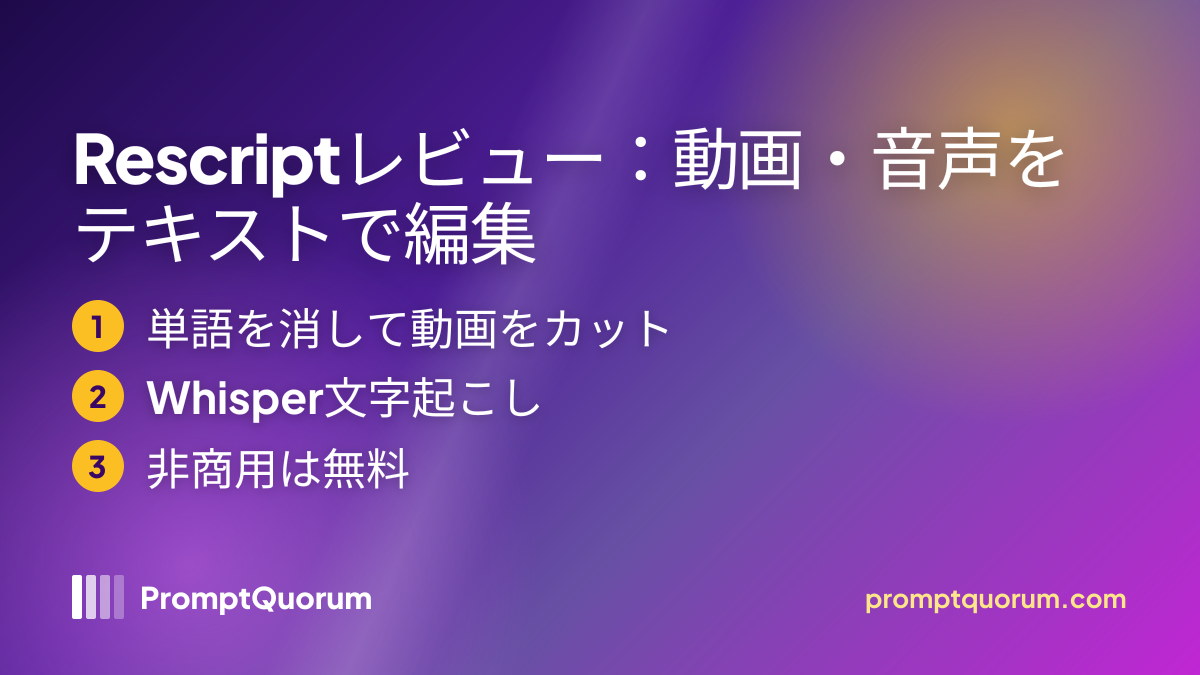 Rescriptレビュー：動画・音声を
テキストで編集
1 単語を消して動画をカット
2 Whisper文字起こし
3 非商用は無料
PromptQuorum
promptquorum.com